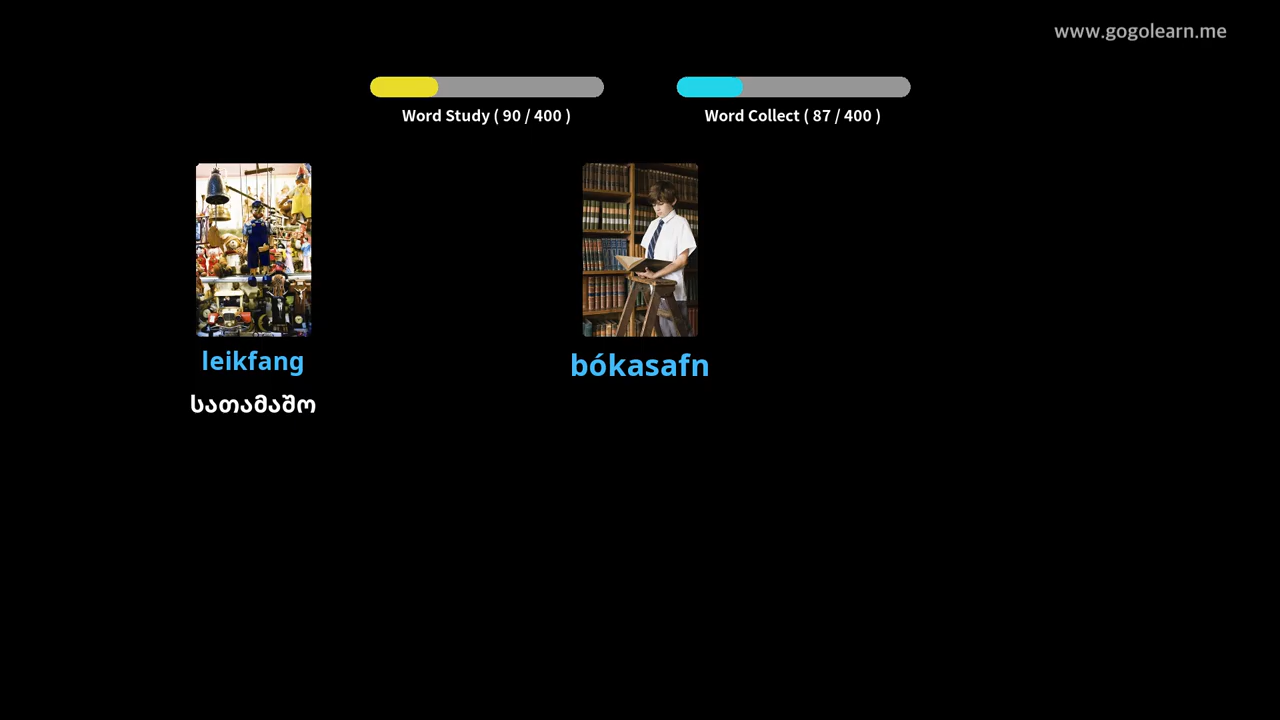 www.gogolearn.me
Word Study ( 90 / 400 )
Word Collect ( 87 / 400 )
leikfang
სათამაშო
bókasafn